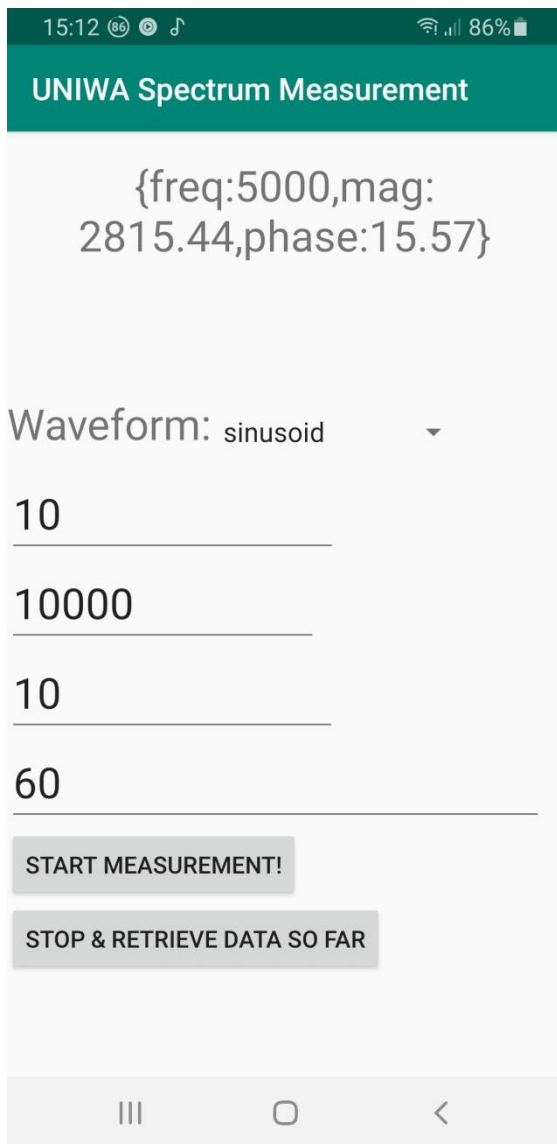 15:12 86 86%
UNIWA Spectrum Measurement
{freq:5000,mag:
2815.44,phase:15.57}
Waveform: sinusoid
10
10000
10
60
START MEASUREMENT!
STOP & RETRIEVE DATA SO FAR